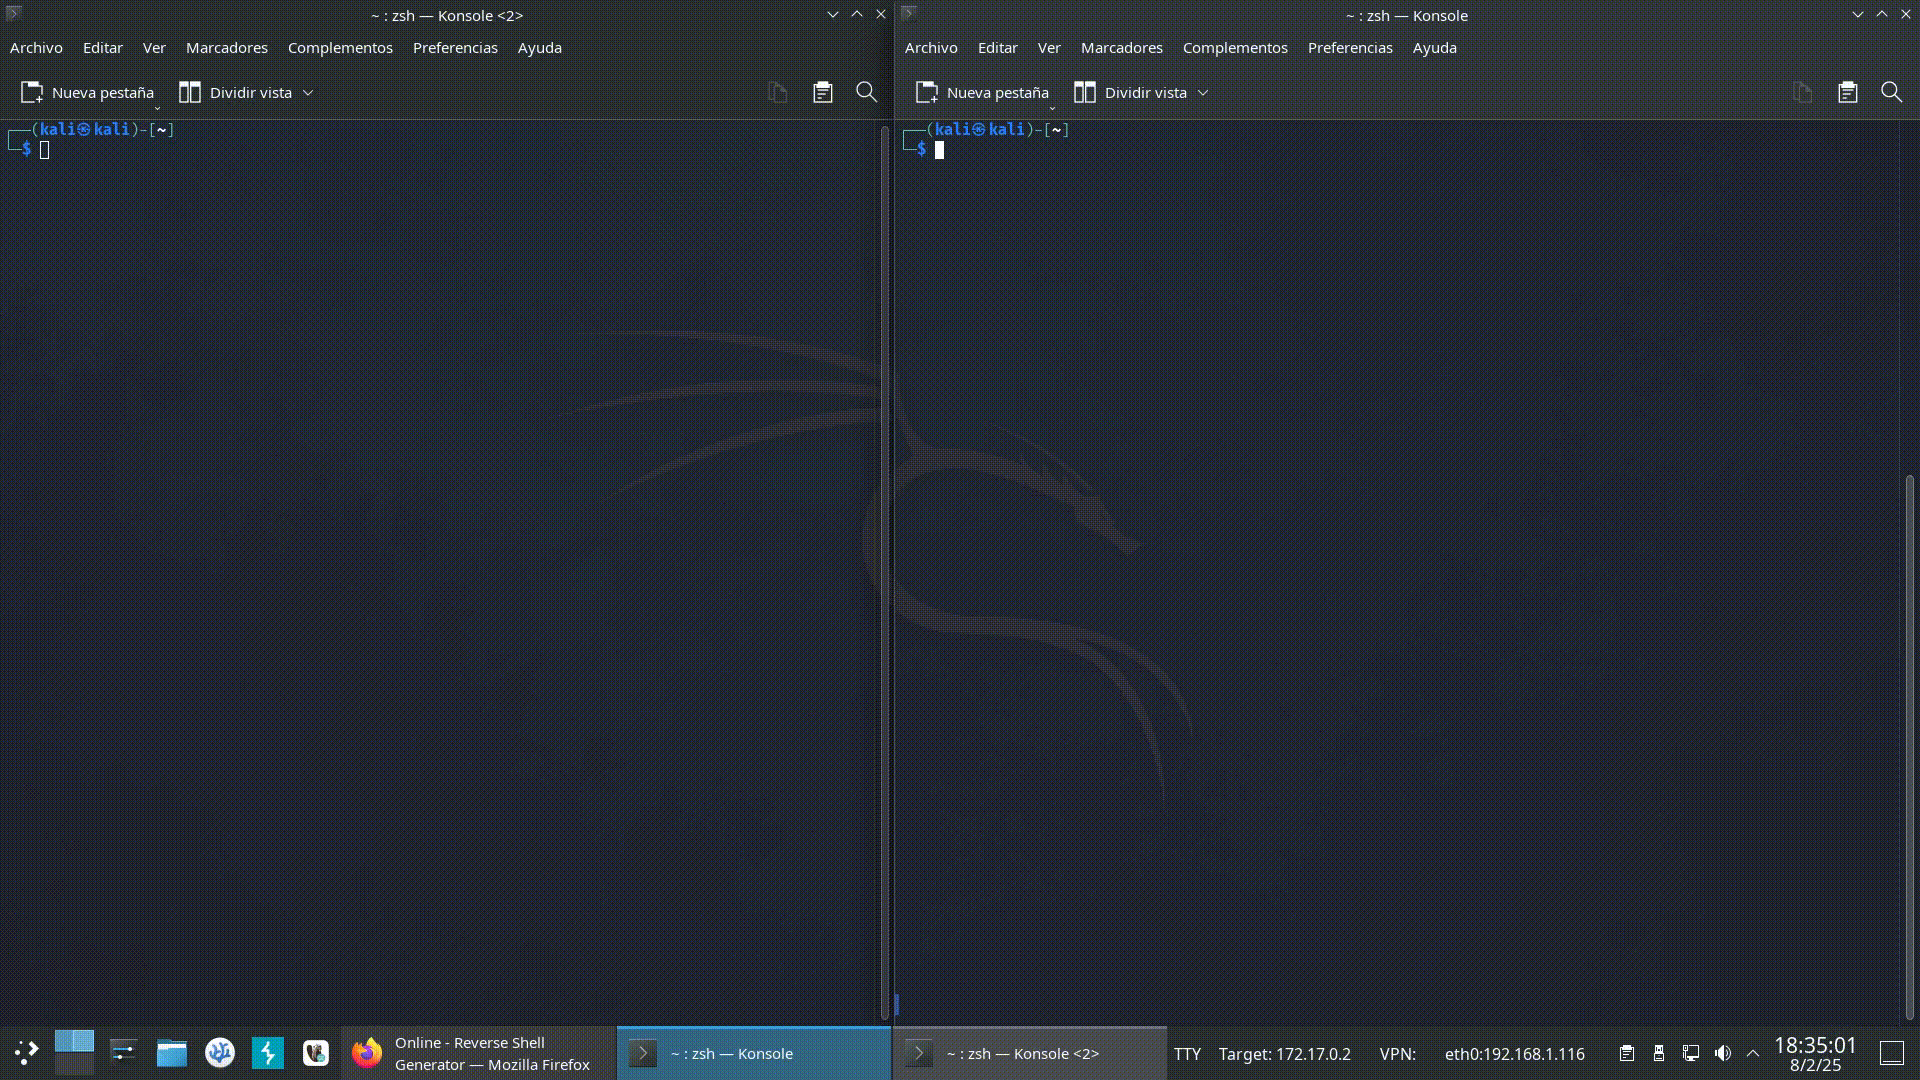 ~ : zsh — Konsole <2>
Archivo Editar Ver Marcadores Complementos Preferencias Ayuda
Nueva pestaña Dividir vista
(kali㉿kali)-[~]
$
~ : zsh — Konsole
Archivo Editar Ver Marcadores Complementos Preferencias Ayuda
Nueva pestaña Dividir vista
(kali㉿kali)-[~]
$
Online - Reverse Shell
Generator — Mozilla Firefox
~ : zsh — Konsole
~ : zsh — Konsole <2>
TTY Target: 172.17.0.2 VPN: eth0:192.168.1.116
18:35:01
8/2/25